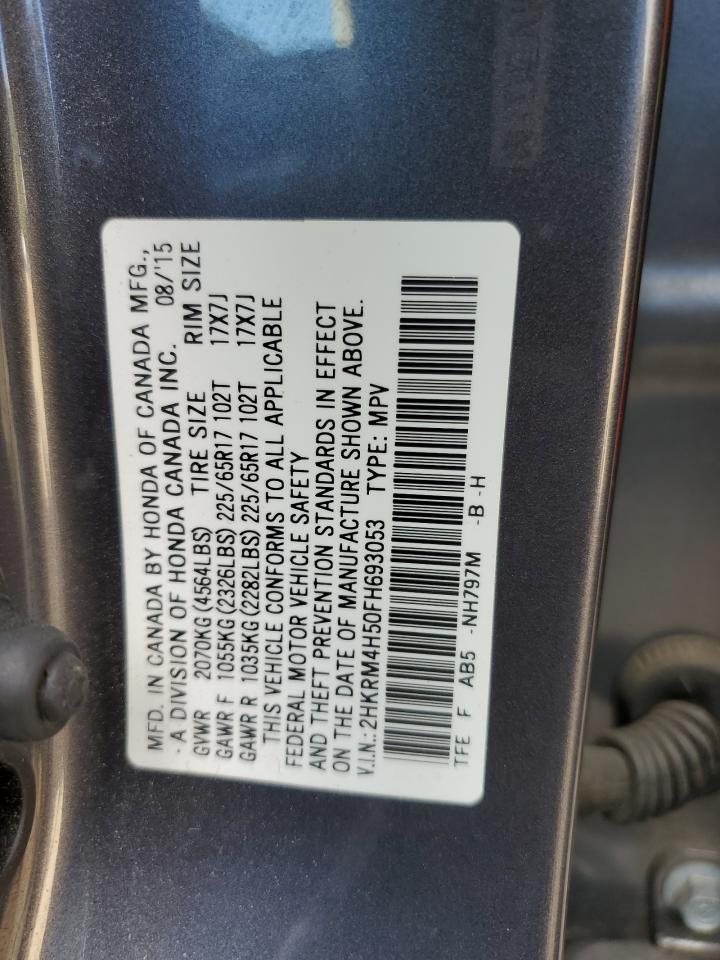 MFD. IN CANADA BY HONDA OF CANADA MFG.,
- A DIVISION OF HONDA CANADA INC. 08/'15
GVWR 2070KG (4564LBS) TIRE SIZE RIM SIZE
GAWR F 1055KG (2326LBS) 225/65R17 102T 17X7J
GAWR R 1035KG (2282LBS) 225/65R17 102T 17X7J
THIS VEHICLE CONFORMS TO ALL APPLICABLE
FEDERAL MOTOR VEHICLE SAFETY
AND THEFT PREVENTION STANDARDS IN EFFECT
ON THE DATE OF MANUFACTURE SHOWN ABOVE.
V.I.N.: 2HKRM4H50FH693053 TYPE: MPV
TFE F AB5 -NH797M -B -H